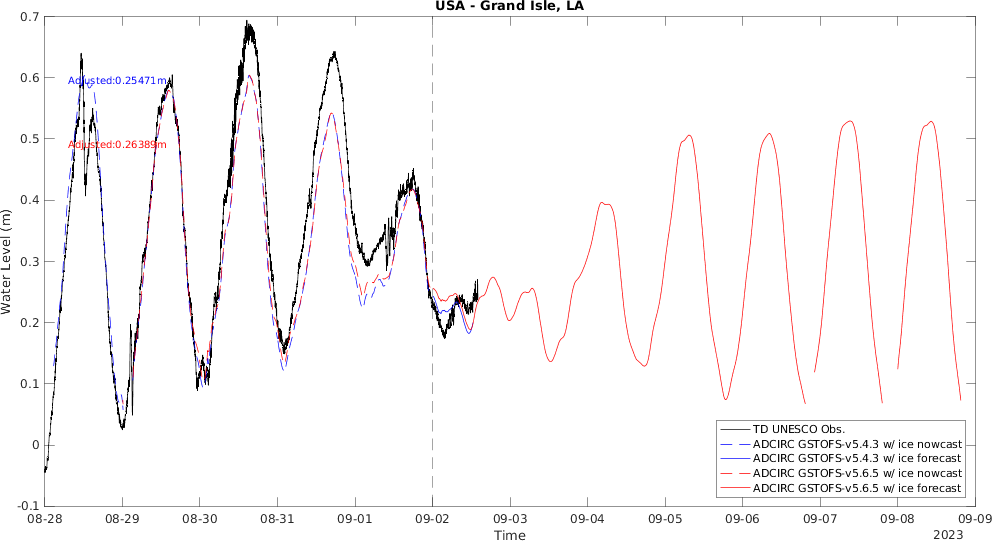 USA - Grand Isle, LA
0.7
0.6
0.5
0.4
0.3
0.2
0.1
0
-0.1
Water Level (m)
Adjusted:0.25471m
Adjusted:0.26389m
TD UNESCO Obs.
ADCIRC GSTOFS-v5.4.3 w/ ice nowcast
ADCIRC GSTOFS-v5.4.3 w/ ice forecast
ADCIRC GSTOFS-v5.6.5 w/ ice nowcast
ADCIRC GSTOFS-v5.6.5 w/ ice forecast
08-28 08-29 08-30 08-31 09-01 09-02 09-03 09-04 09-05 09-06 09-07 09-08 09-09
Time
2023